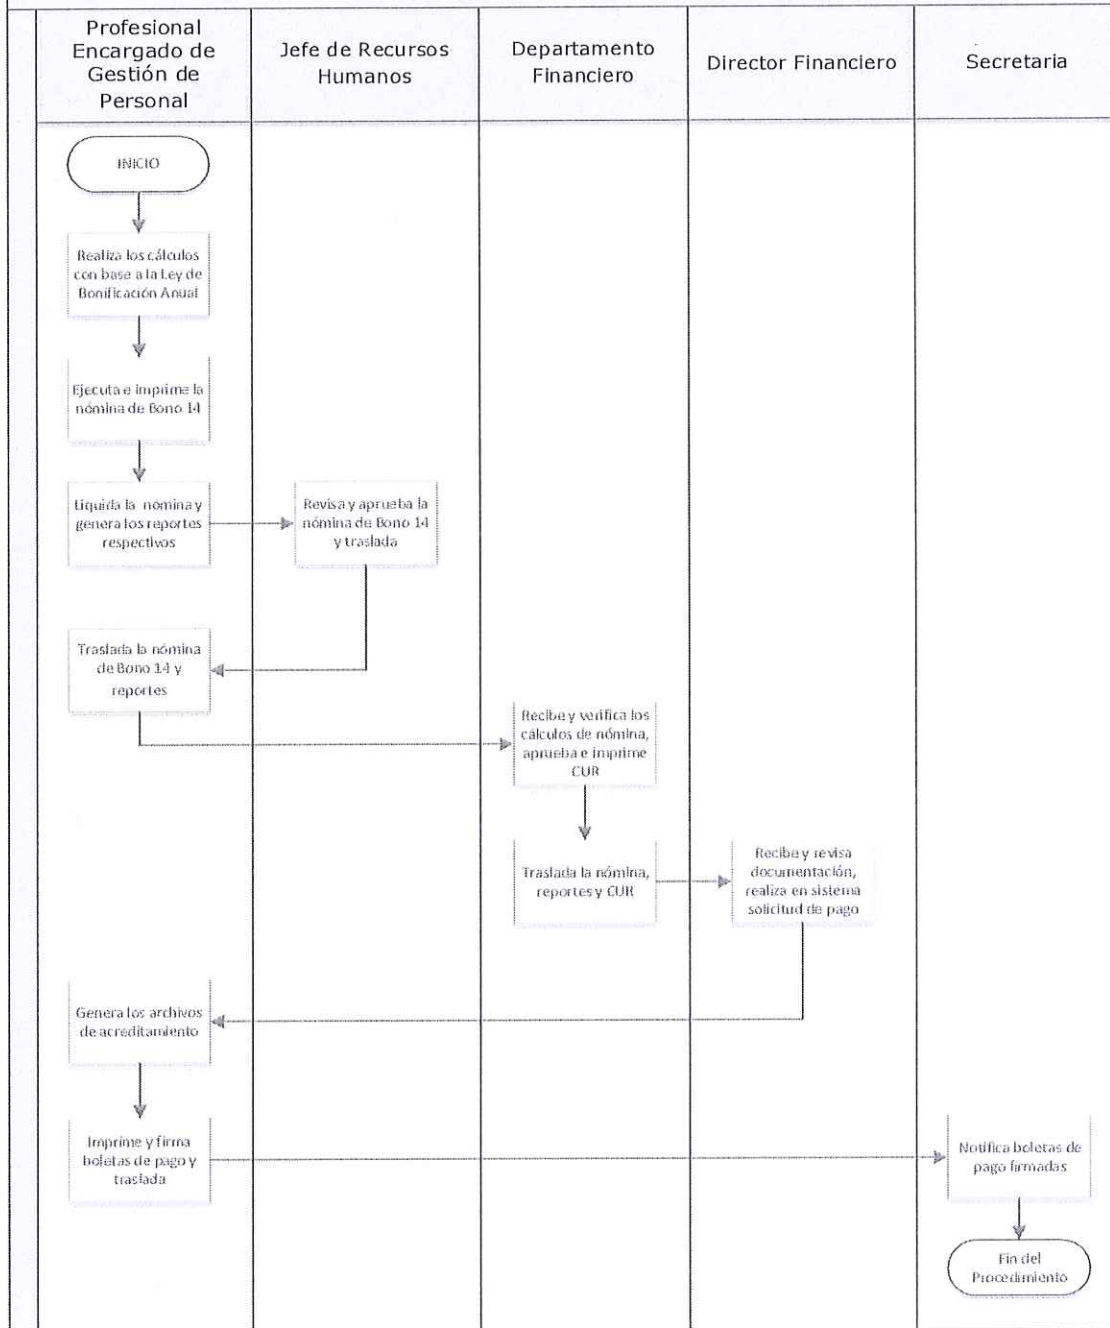 Profesional
Encargado de
Gestión de
Personal
Jefe de Recursos
Humanos
Departamento
Financiero
Director Financiero
Secretaria
INICIO
Realiza los cálculos
con base a la Ley de
Bonificación Anual
Ejecuta e imprime la
nómina de Bono 14
Liquida la nomina y
genera los reportes
respectivos
Revisa y aprueba la
nómina de Bono 14
y traslada
Traslada la nómina
de Bono 14 y
reportes
Recibe y verifica los
cálculos de nómina,
aprueba e imprime
CUR
Traslada la nómina,
reportes y CUR
Recibe y revisa
documentación,
realiza en sistema
solicitud de pago
Genera los archivos
de acreditamiento
Imprime y firma
boletas de pago y
traslada
Notifica boletas de
pago firmadas
Fin del
Procedimiento